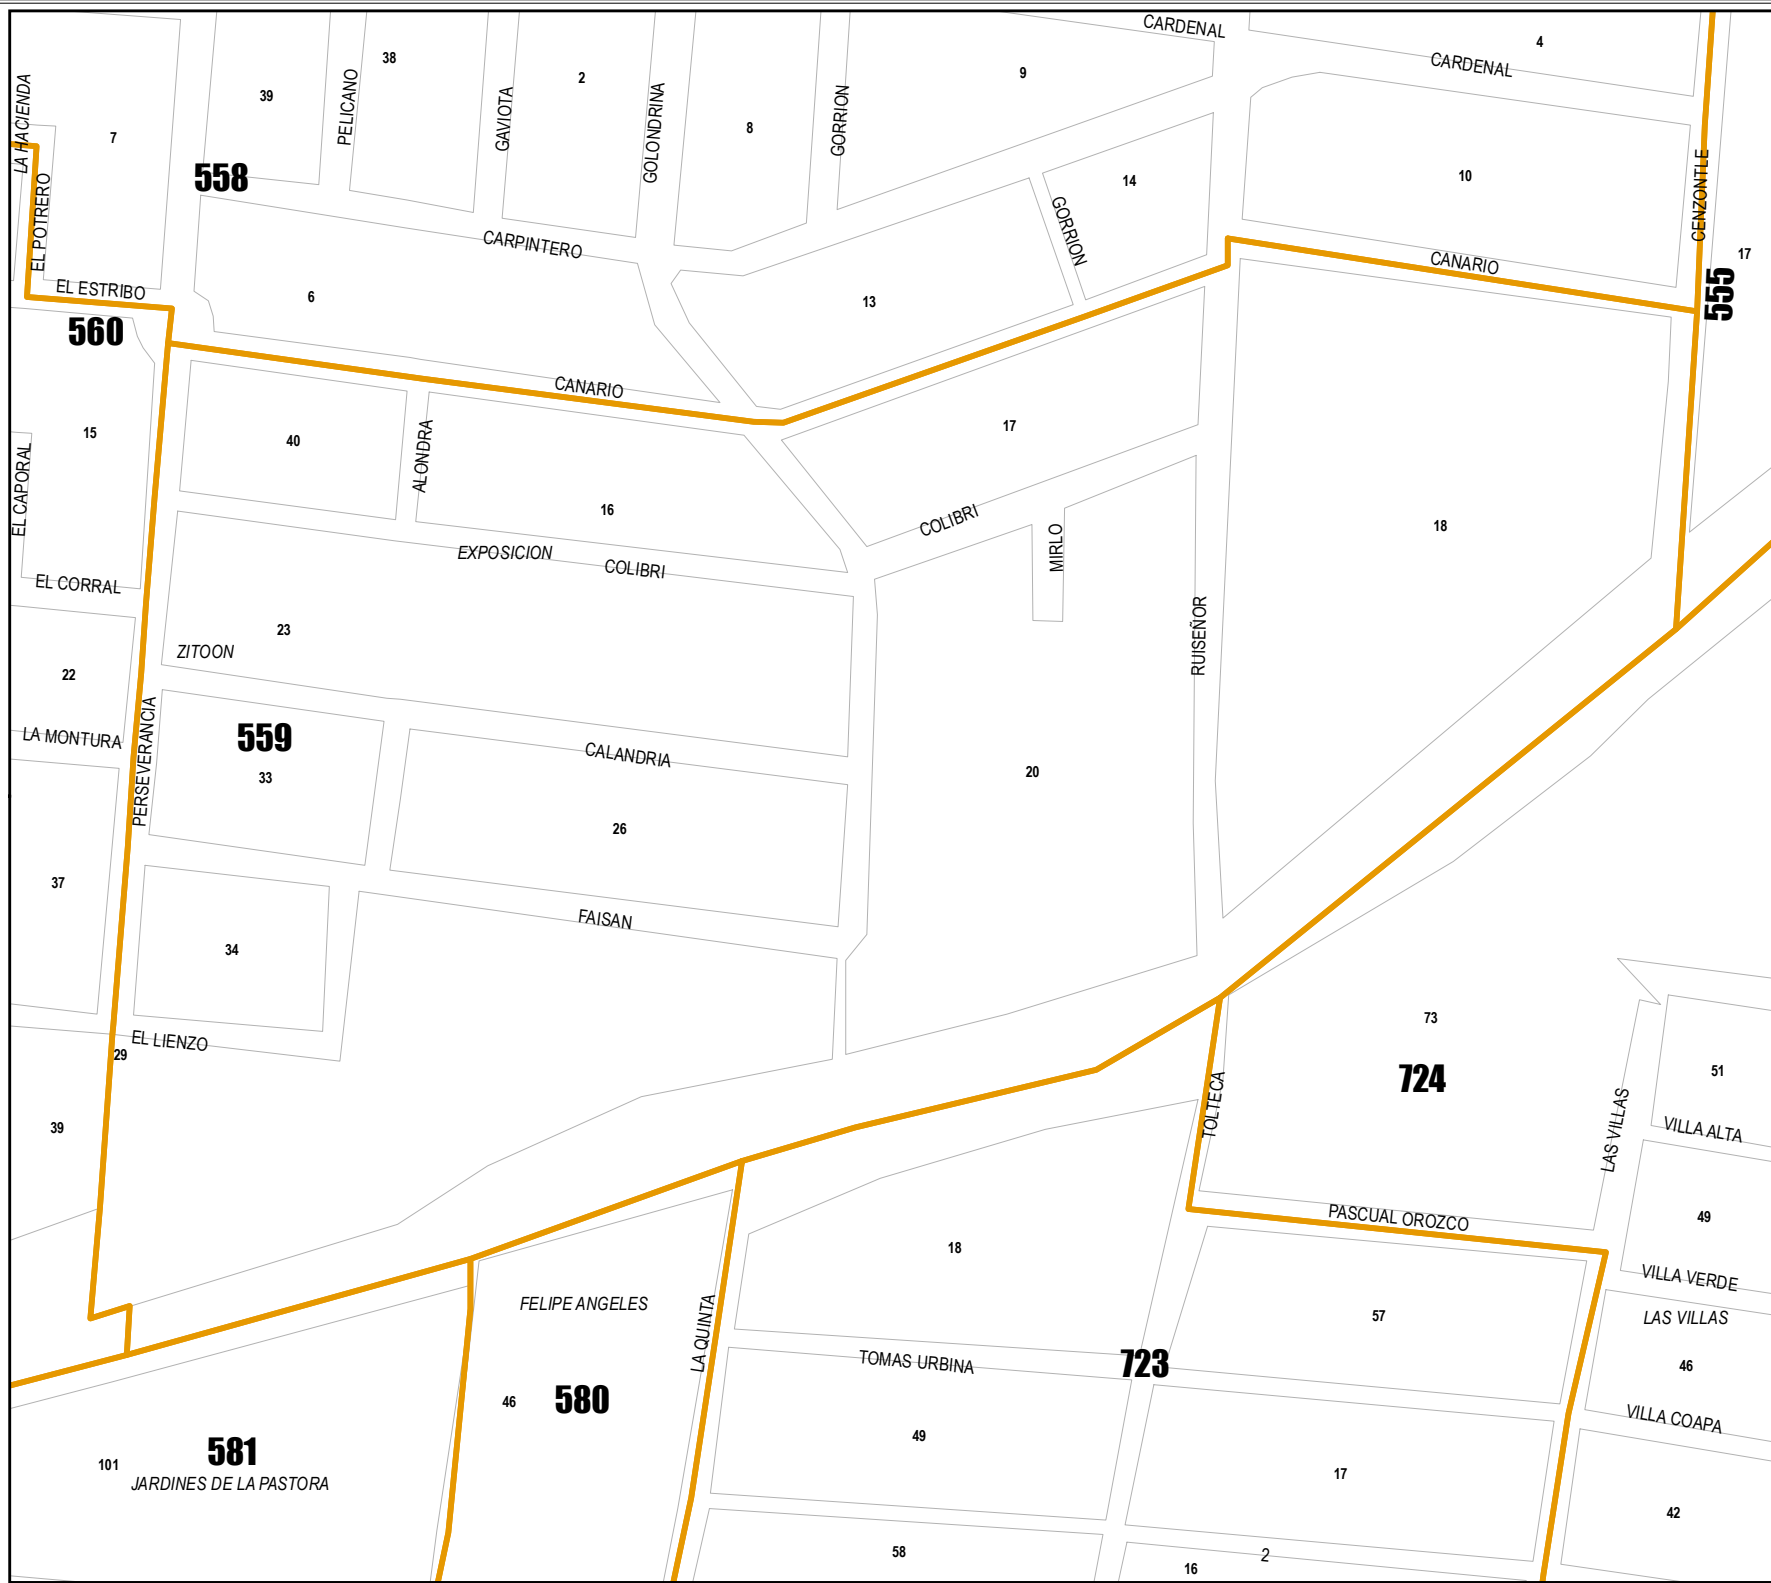 CARDENAL
4
38
CARDENAL
9
2
LA HACIENDA
39
PELICANO
GAVIOTA
GOLONDRINA
GORRION
8
7
558
14
10
CENZONTLE
EL POTRERO
GORRION
CARPINTERO
17
CANARIO
EL ESTRIBO
6
13
555
560
CANARIO
15
40
ALONDRA
17
EL CAPORAL
16
COLIBRI
18
MIRLO
EXPOSICION
COLIBRI
EL CORRAL
23
RUISEÑOR
ZITOON
22
LA MONTURA
PERSEVERANCIA
559
CALANDRIA
33
20
26
37
FAISAN
34
73
EL LIENZO
29
51
724
TOLTECA
39
LAS VILLAS
VILLA ALTA
PASCUAL OROZCO
49
18
VILLA VERDE
FELIPE ANGELES
57
LAS VILLAS
LA QUINTA
TOMAS URBINA
723
46
46
580
VILLA COAPA
49
581
101
JARDINES DE LA PASTORA
17
42
58
2
16